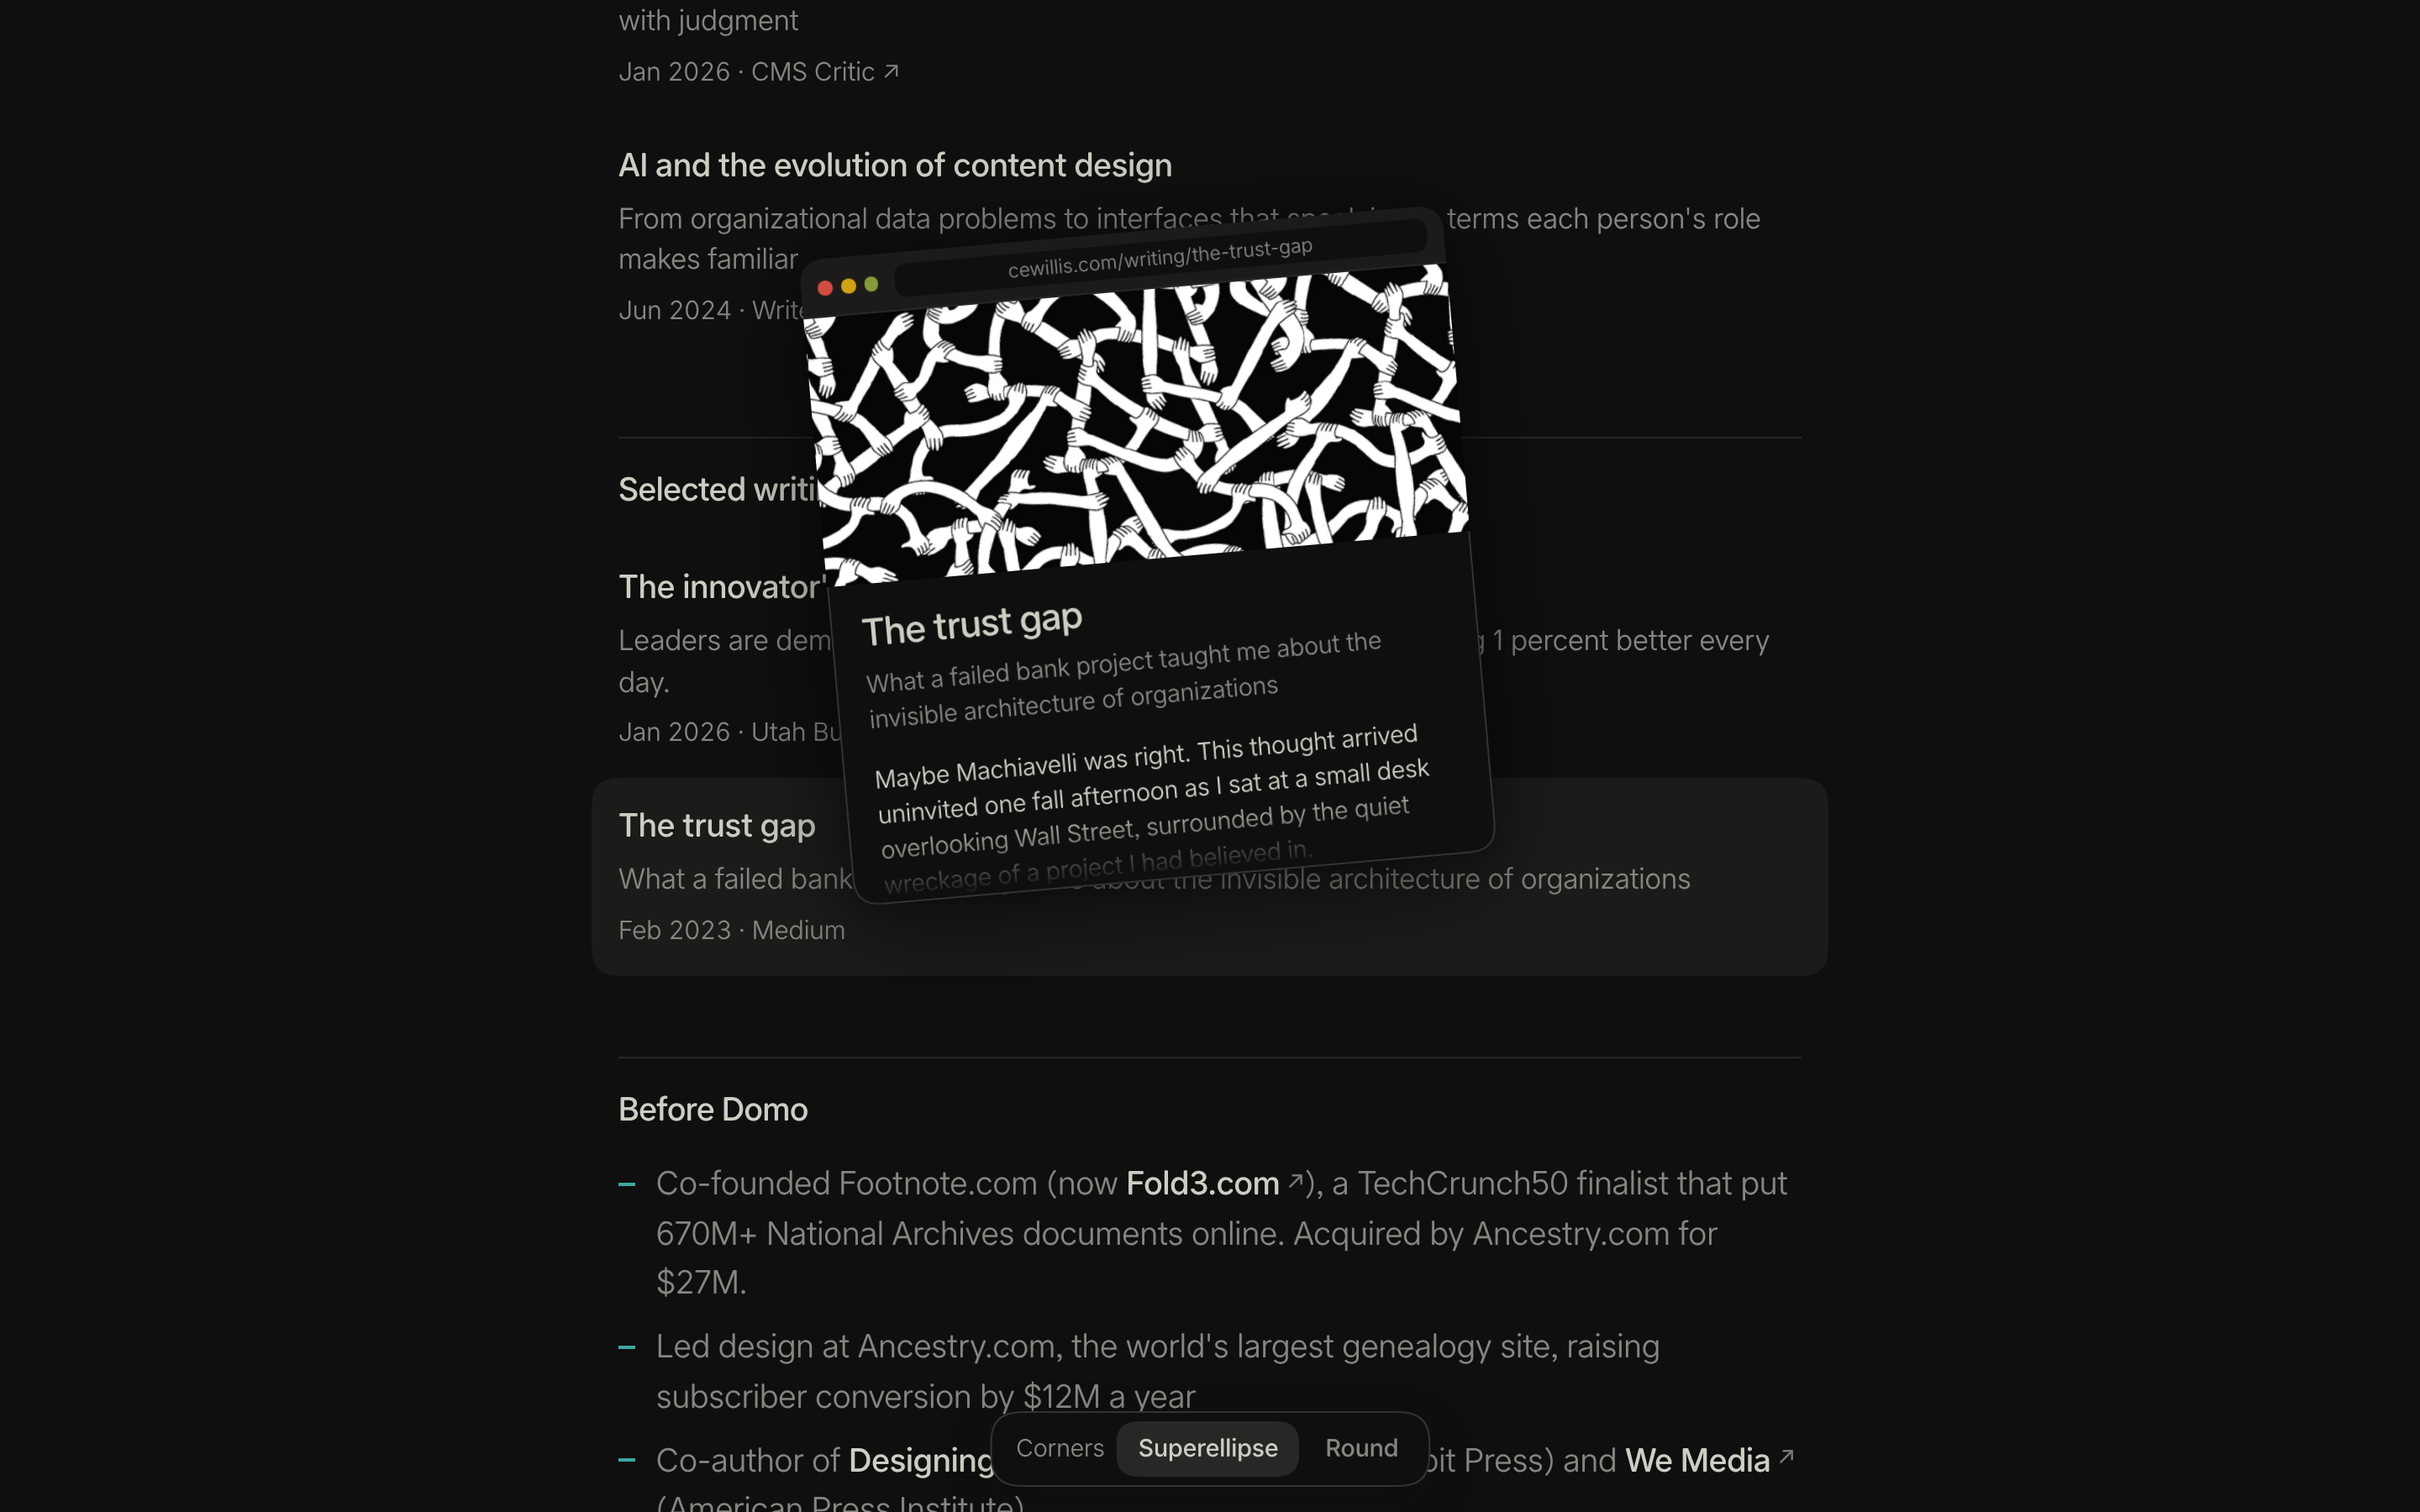 with judgment
Jan 2026 · CMS Critic ↗
AI and the evolution of content design
From organizational data problems to interfaces that terms each person's role
makes familiar
Jun 2024 ·
cewillis.com/writing/the-trust-gap
Selected
The
Leaders are 1 percent better every
day.
Jan 2026 · Utah
The trust gap
What a failed bank project taught me about the
invisible architecture of organizations
Maybe Machiavelli was right. This thought arrived
uninvited one fall afternoon as I sat at a small desk
overlooking Wall Street, surrounded by the quiet
wreckage of a project I had believed in.
The trust gap
What a failed bank about the invisible architecture of organizations
Feb 2023 · Medium
Before Domo
Co-founded Footnote.com (now Fold3.com ↗), a TechCrunch50 finalist that put
670M+ National Archives documents online. Acquired by Ancestry.com for
$27M.
Led design at Ancestry.com, the world's largest genealogy site, raising
subscriber conversion by $12M a year
Co-author of Designing Press) and We Media ↗
(American Press Institute)
Corners Superellipse Round